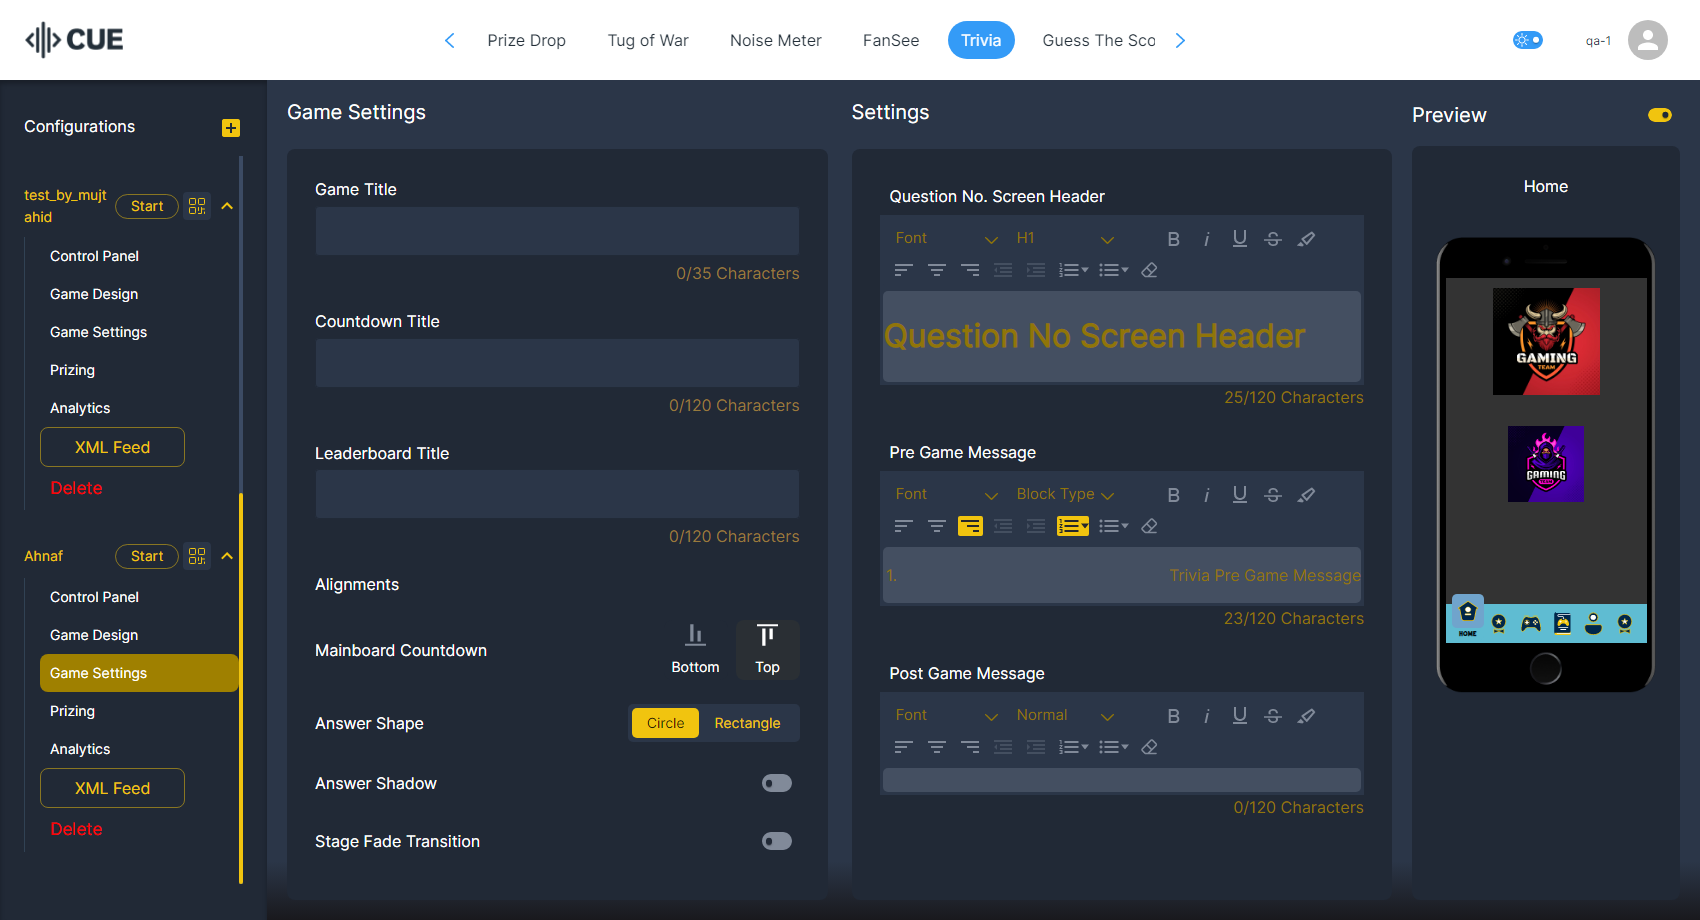 CUE
Prize Drop
Tug of War
Noise Meter
FanSee
Trivia
Guess The Sco
qa-1
Configurations
test_by_mujt
ahid
Start
Control Panel
Game Design
Game Settings
Prizing
Analytics
XML Feed
Delete
Ahnaf
Start
Control Panel
Game Design
Game Settings
Prizing
Analytics
XML Feed
Delete
Game Settings
Game Title
0/35 Characters
Countdown Title
0/120 Characters
Leaderboard Title
0/120 Characters
Alignments
Mainboard Countdown
Bottom
Top
Answer Shape
Circle
Rectangle
Answer Shadow
Stage Fade Transition
Settings
Question No. Screen Header
Font
H1
B
i
U
S
Question No Screen Header
25/120 Characters
Pre Game Message
Font
Block Type
B
i
U
S
1.
Trivia Pre Game Message
23/120 Characters
Post Game Message
Font
Normal
B
i
U
S
0/120 Characters
Preview
Home
GAMING
TEAM
GAMING
HOME